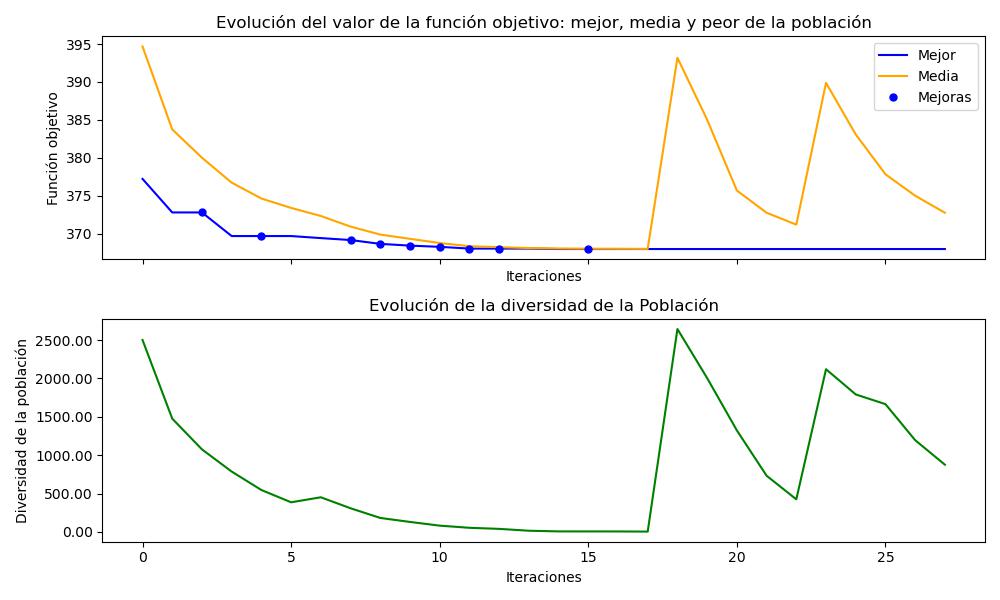 Evolución del valor de la función objetivo: mejor, media y peor de la población
Función objetivo
395
390
385
380
375
370
Mejor
Media
Mejoras
Iteraciones
Evolución de la diversidad de la Población
Diversidad de la población
2500.00
2000.00
1500.00
1000.00
500.00
0.00
0 5 10 15 20 25
Iteraciones